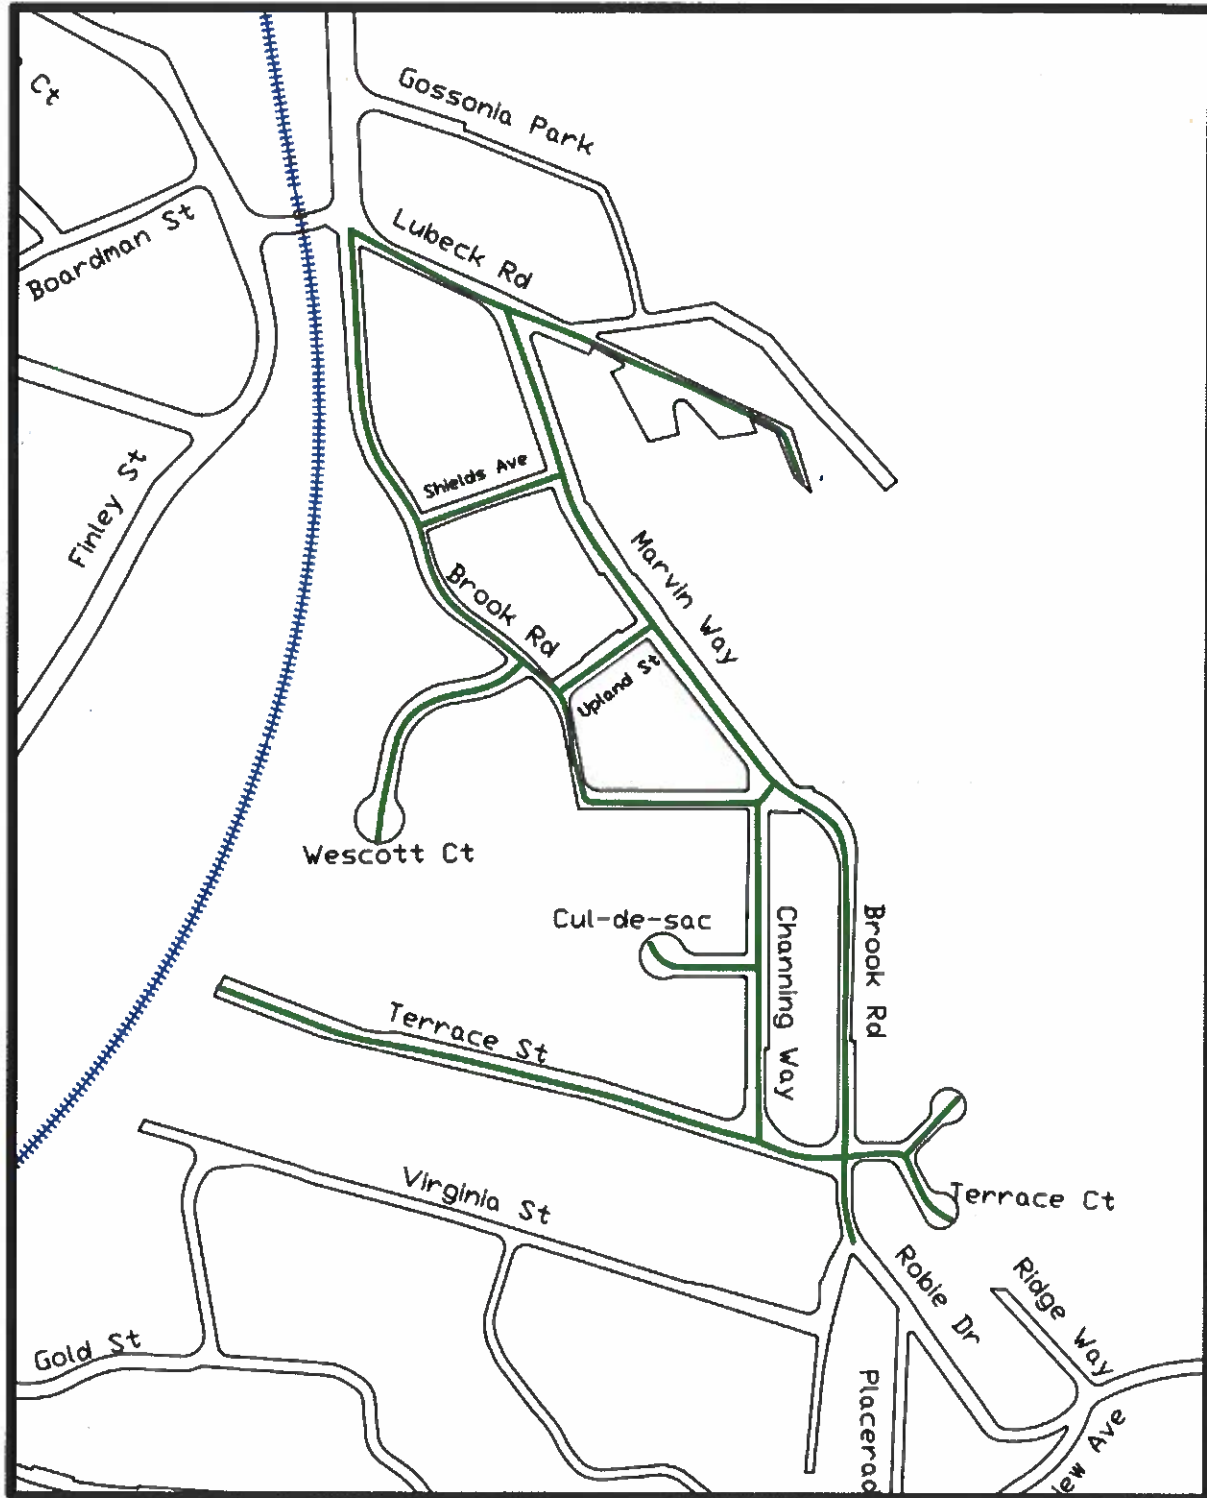 Ct
Gossonia Park
Boardman St
Lubeck Rd
Finley St
Shields Ave
Marvin Way
Brook Rd
Upland St
Wescott Ct
Cul-de-sac
Channing Way
Brook Rd
Terrace St
Terrace Ct
Virginia St
Robie Dr
Ridge Way
Gold St
Placerad
iew Ave